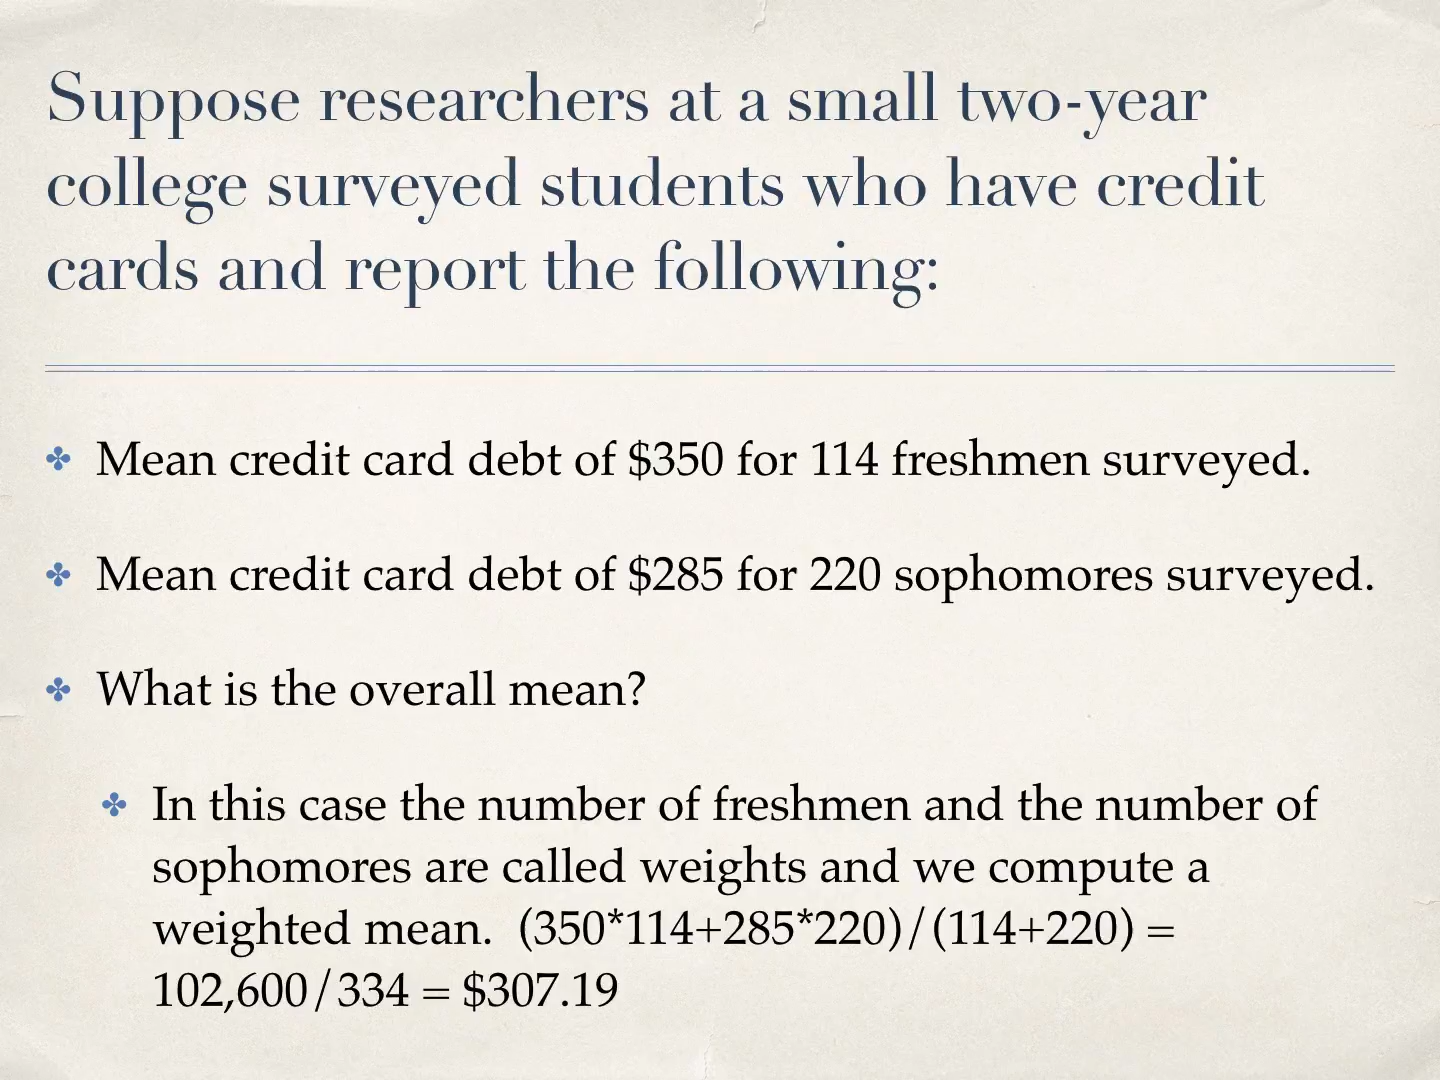 Suppose researchers at a small two-year
college surveyed students who have credit
cards and report the following:
Mean credit card debt of $350 for 114 freshmen surveyed.
Mean credit card debt of $285 for 220 sophomores surveyed.
What is the overall mean?
In this case the number of freshmen and the number of
sophomores are called weights and we compute a
weighted mean.  (350*114+285*220)/(114+220) =
102,600/334 = $307.19